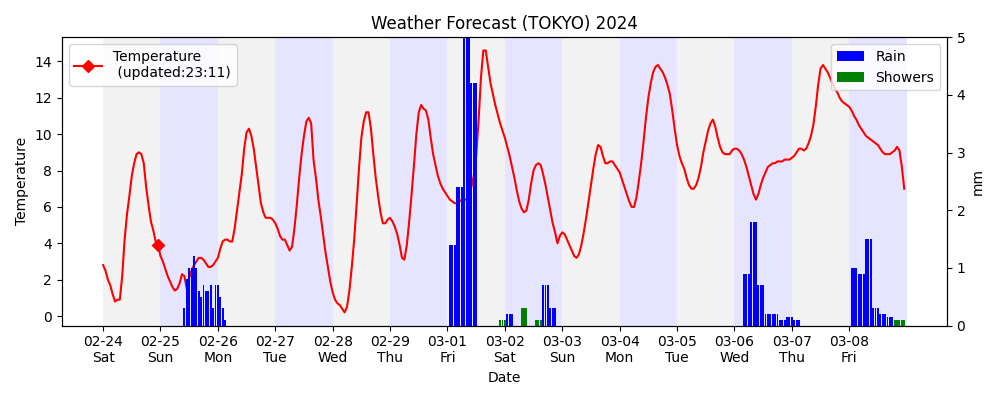 Weather Forecast (TOKYO) 2024
Temperature
(updated:23:11)
Rain
Showers
Temperature
14
12
10
8
6
4
2
0
5
4
3
2
1
0
mm
02-24 02-25 02-26 02-27 02-28 02-29 03-01 03-02 03-03 03-04 03-05 03-06 03-07 03-08
Sat Sun Mon Tue Wed Thu Fri Sat Sun Mon Tue Wed Thu Fri
Date